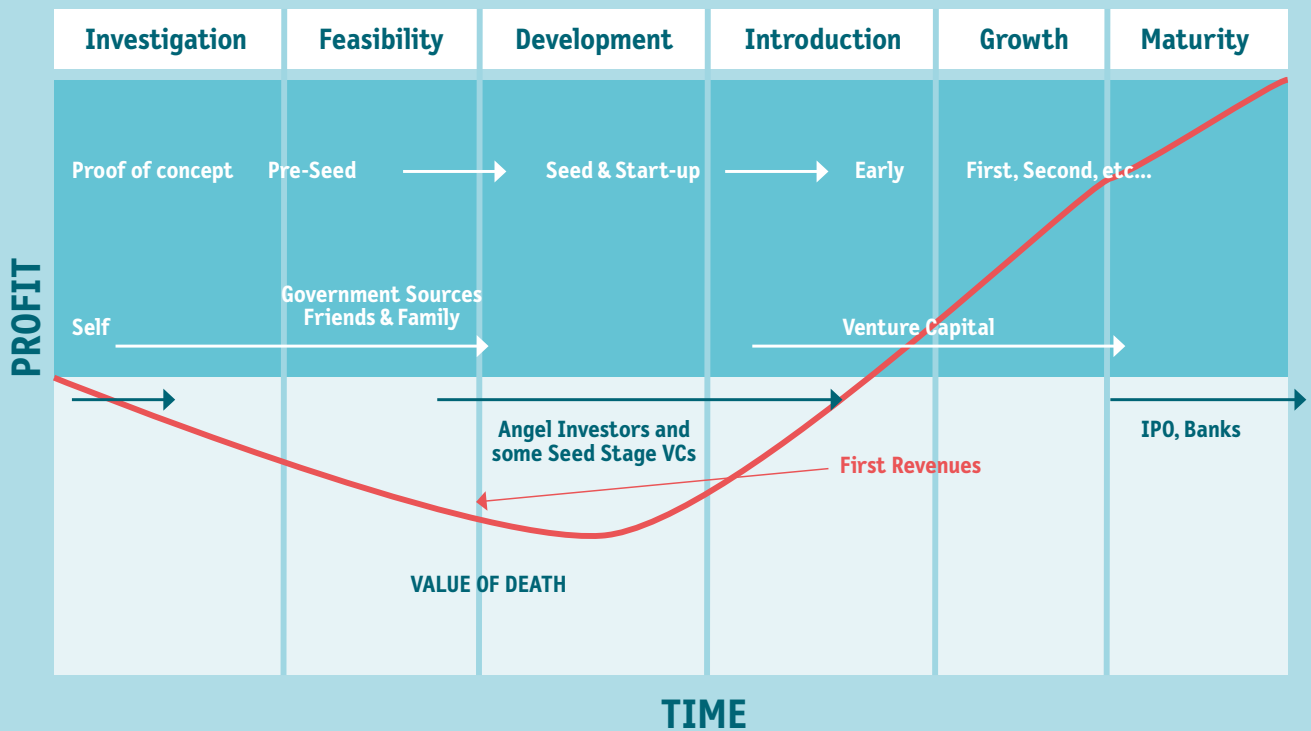 Investigation Feasibility Development Introduction Growth Maturity
Proof of concept Pre-Seed Seed & Start-up Early First, Second, etc...
PROFIT
Self
Government Sources
Friends & Family
Venture Capital
Angel Investors and
some Seed Stage VCs
IPO, Banks
First Revenues
VALUE OF DEATH
TIME